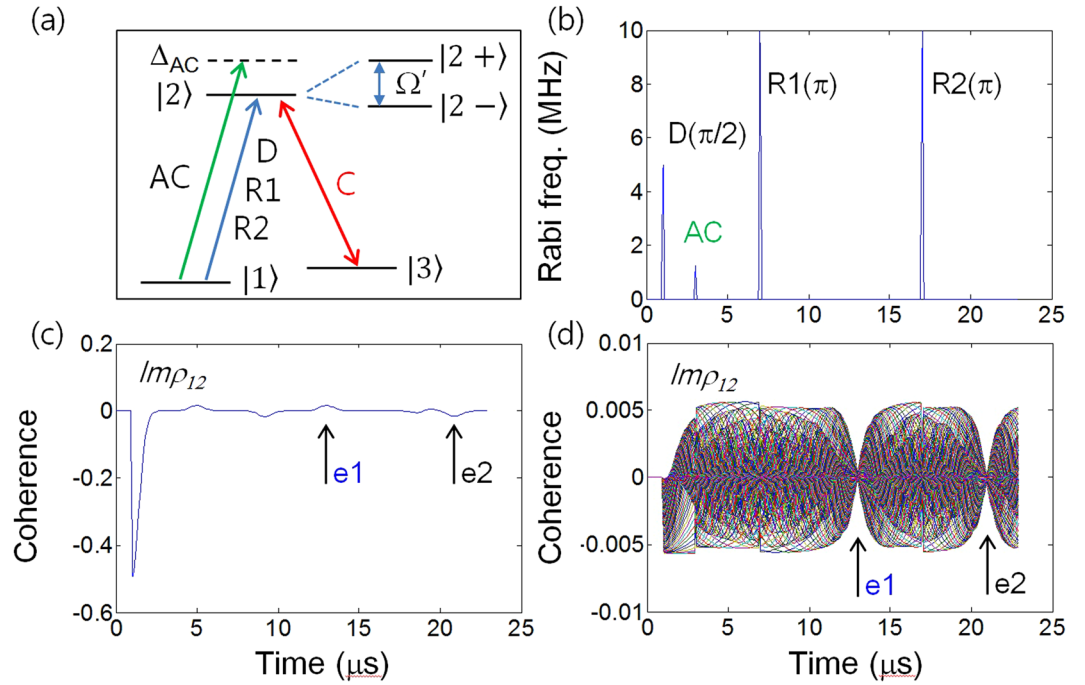 (a)
Δ_AC
|2⟩
|2 +⟩
Ω′
|2 −⟩
AC
D
R1
R2
C
|1⟩
|3⟩
(b)
Rabi freq. (MHz)
10
8
6
4
2
0
D(π/2)
AC
R1(π)
R2(π)
0 5 10 15 20 25
(c)
Coherence
0.2
0
-0.2
-0.4
-0.6
Imρ₁₂
e1
e2
0 5 10 15 20 25
Time (μs)
(d)
Coherence
0.01
0.005
0
-0.005
-0.01
Imρ₁₂
e1
e2
0 5 10 15 20 25
Time (μs)